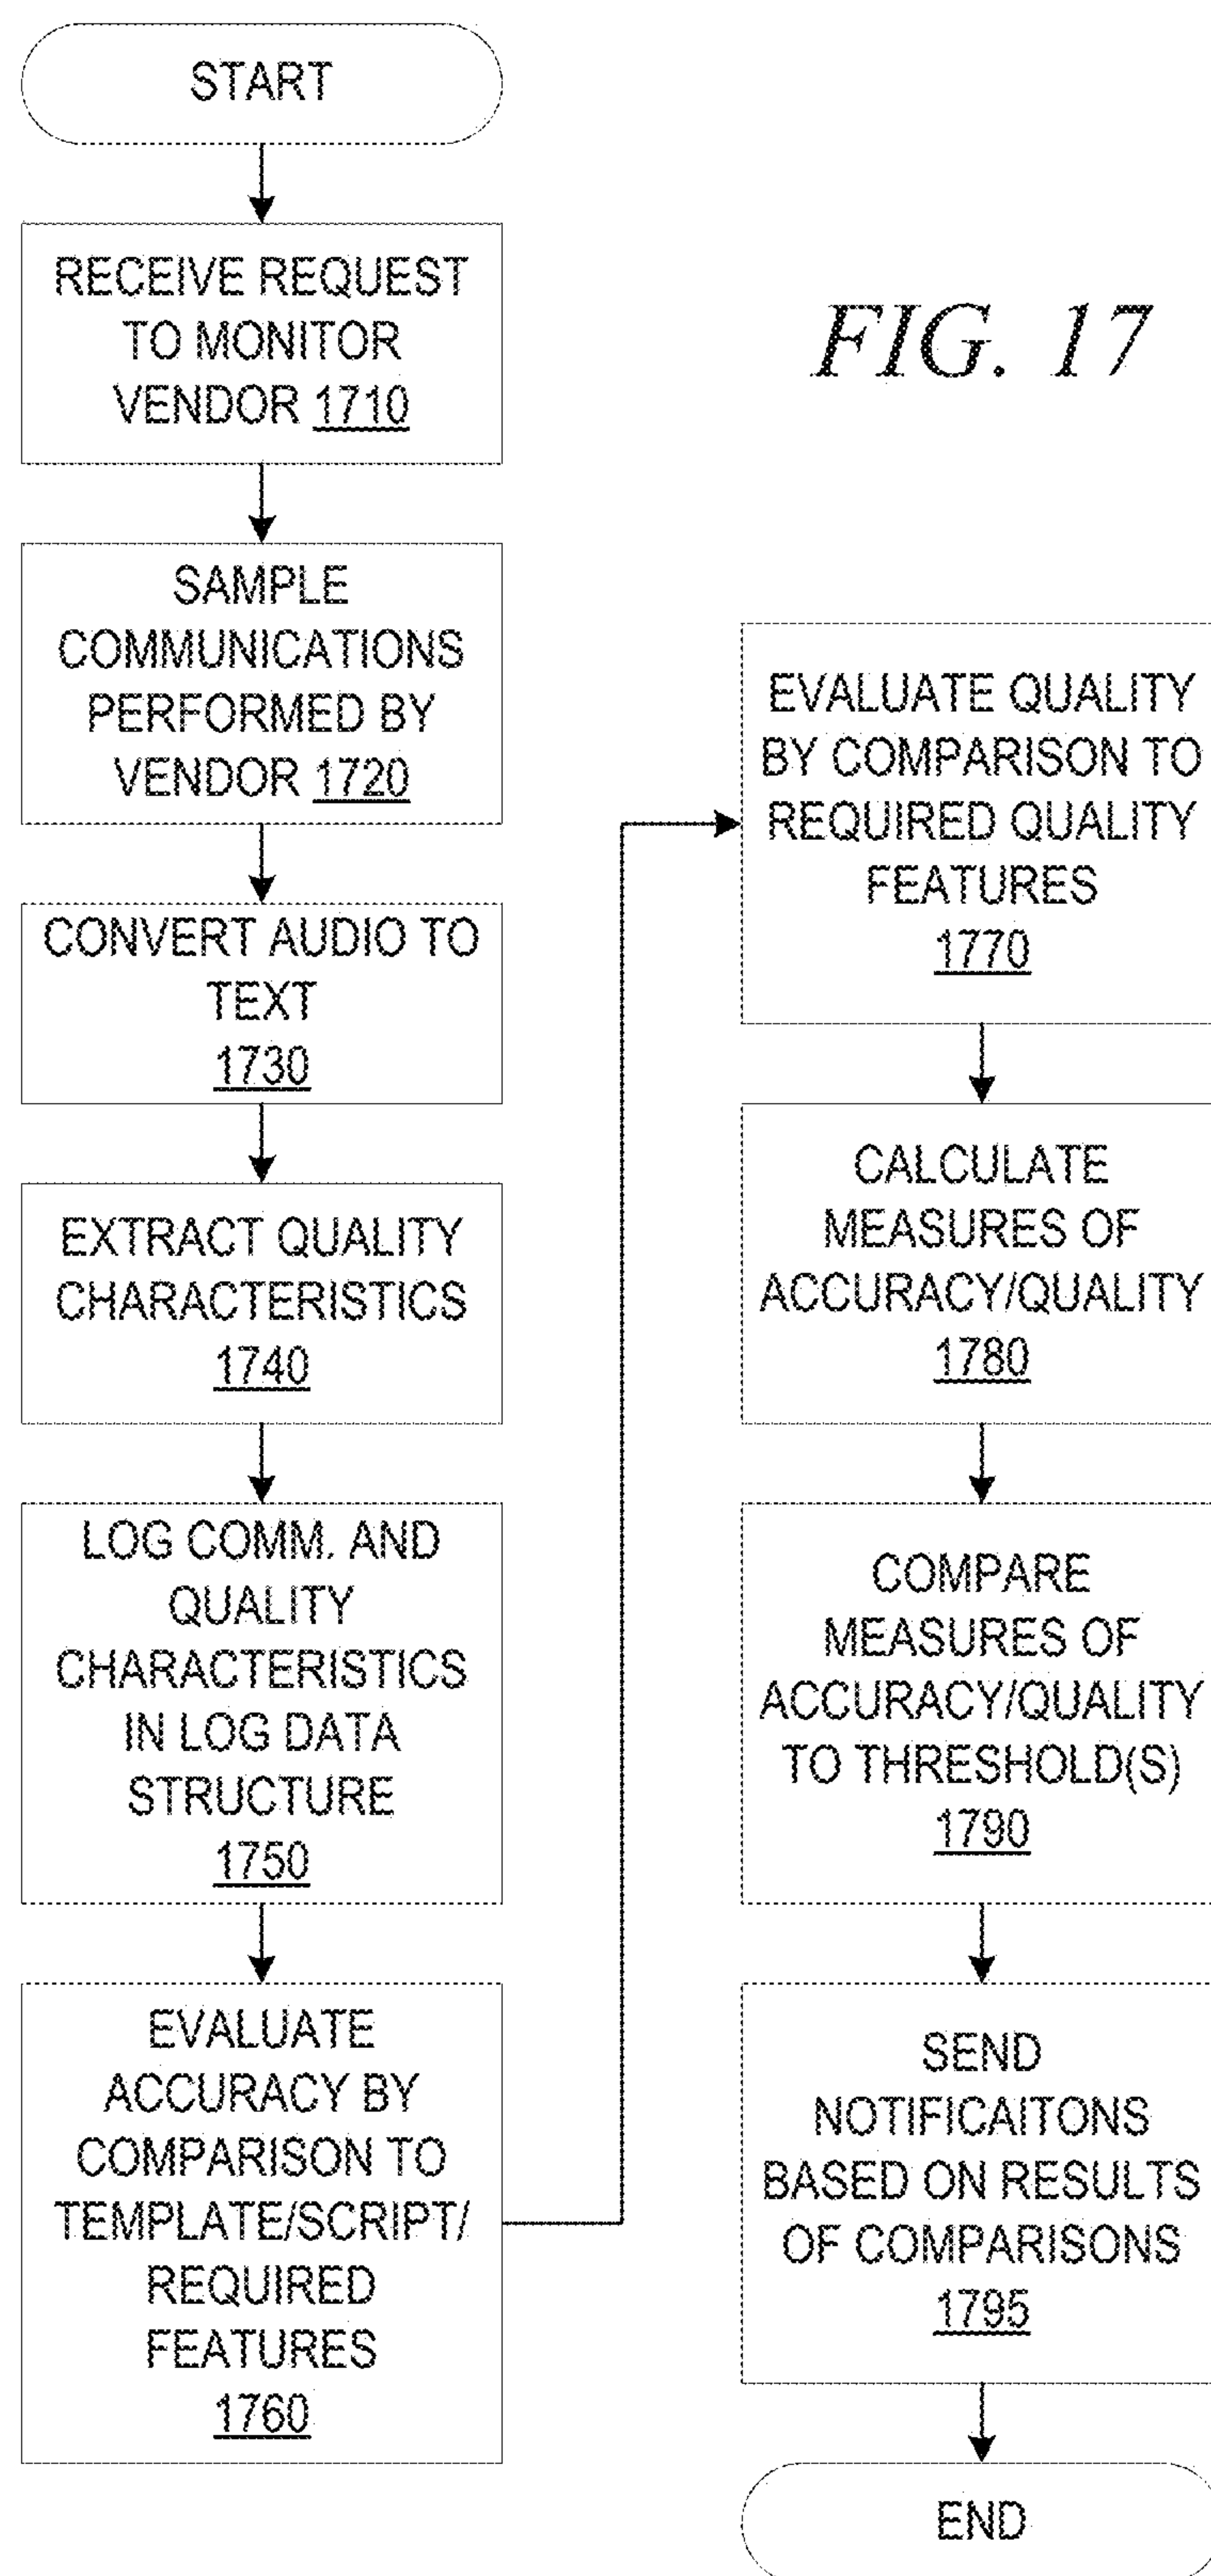 START
RECEIVE REQUEST
TO MONITOR
VENDOR 1710
FIG. 17
SAMPLE
COMMUNICATIONS
PERFORMED BY
VENDOR 1720
CONVERT AUDIO TO
TEXT
1730
EXTRACT QUALITY
CHARACTERISTICS
1740
LOG COMM. AND
QUALITY
CHARACTERISTICS
IN LOG DATA
STRUCTURE
1750
EVALUATE
ACCURACY BY
COMPARISON TO
TEMPLATE/SCRIPT/
REQUIRED
FEATURES
1760
EVALUATE QUALITY
BY COMPARISON TO
REQUIRED QUALITY
FEATURES
1770
CALCULATE
MEASURES OF
ACCURACY/QUALITY
1780
COMPARE
MEASURES OF
ACCURACY/QUALITY
TO THRESHOLD(S)
1790
SEND
NOTIFICAITONS
BASED ON RESULTS
OF COMPARISONS
1795
END